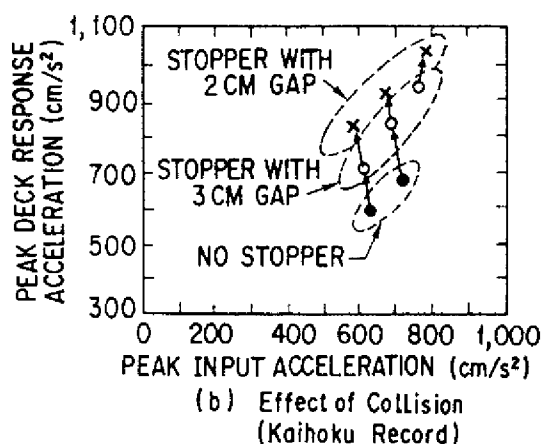 1,100
900
700
500
300
PEAK DECK RESPONSE
ACCELERATION (cm/s²)
STOPPER WITH
2 CM GAP
STOPPER WITH
3 CM GAP
NO STOPPER
0 200 400 600 800 1,000
PEAK INPUT ACCELERATION (cm/s²)
(b) Effect of Collision
(Kaihoku Record)